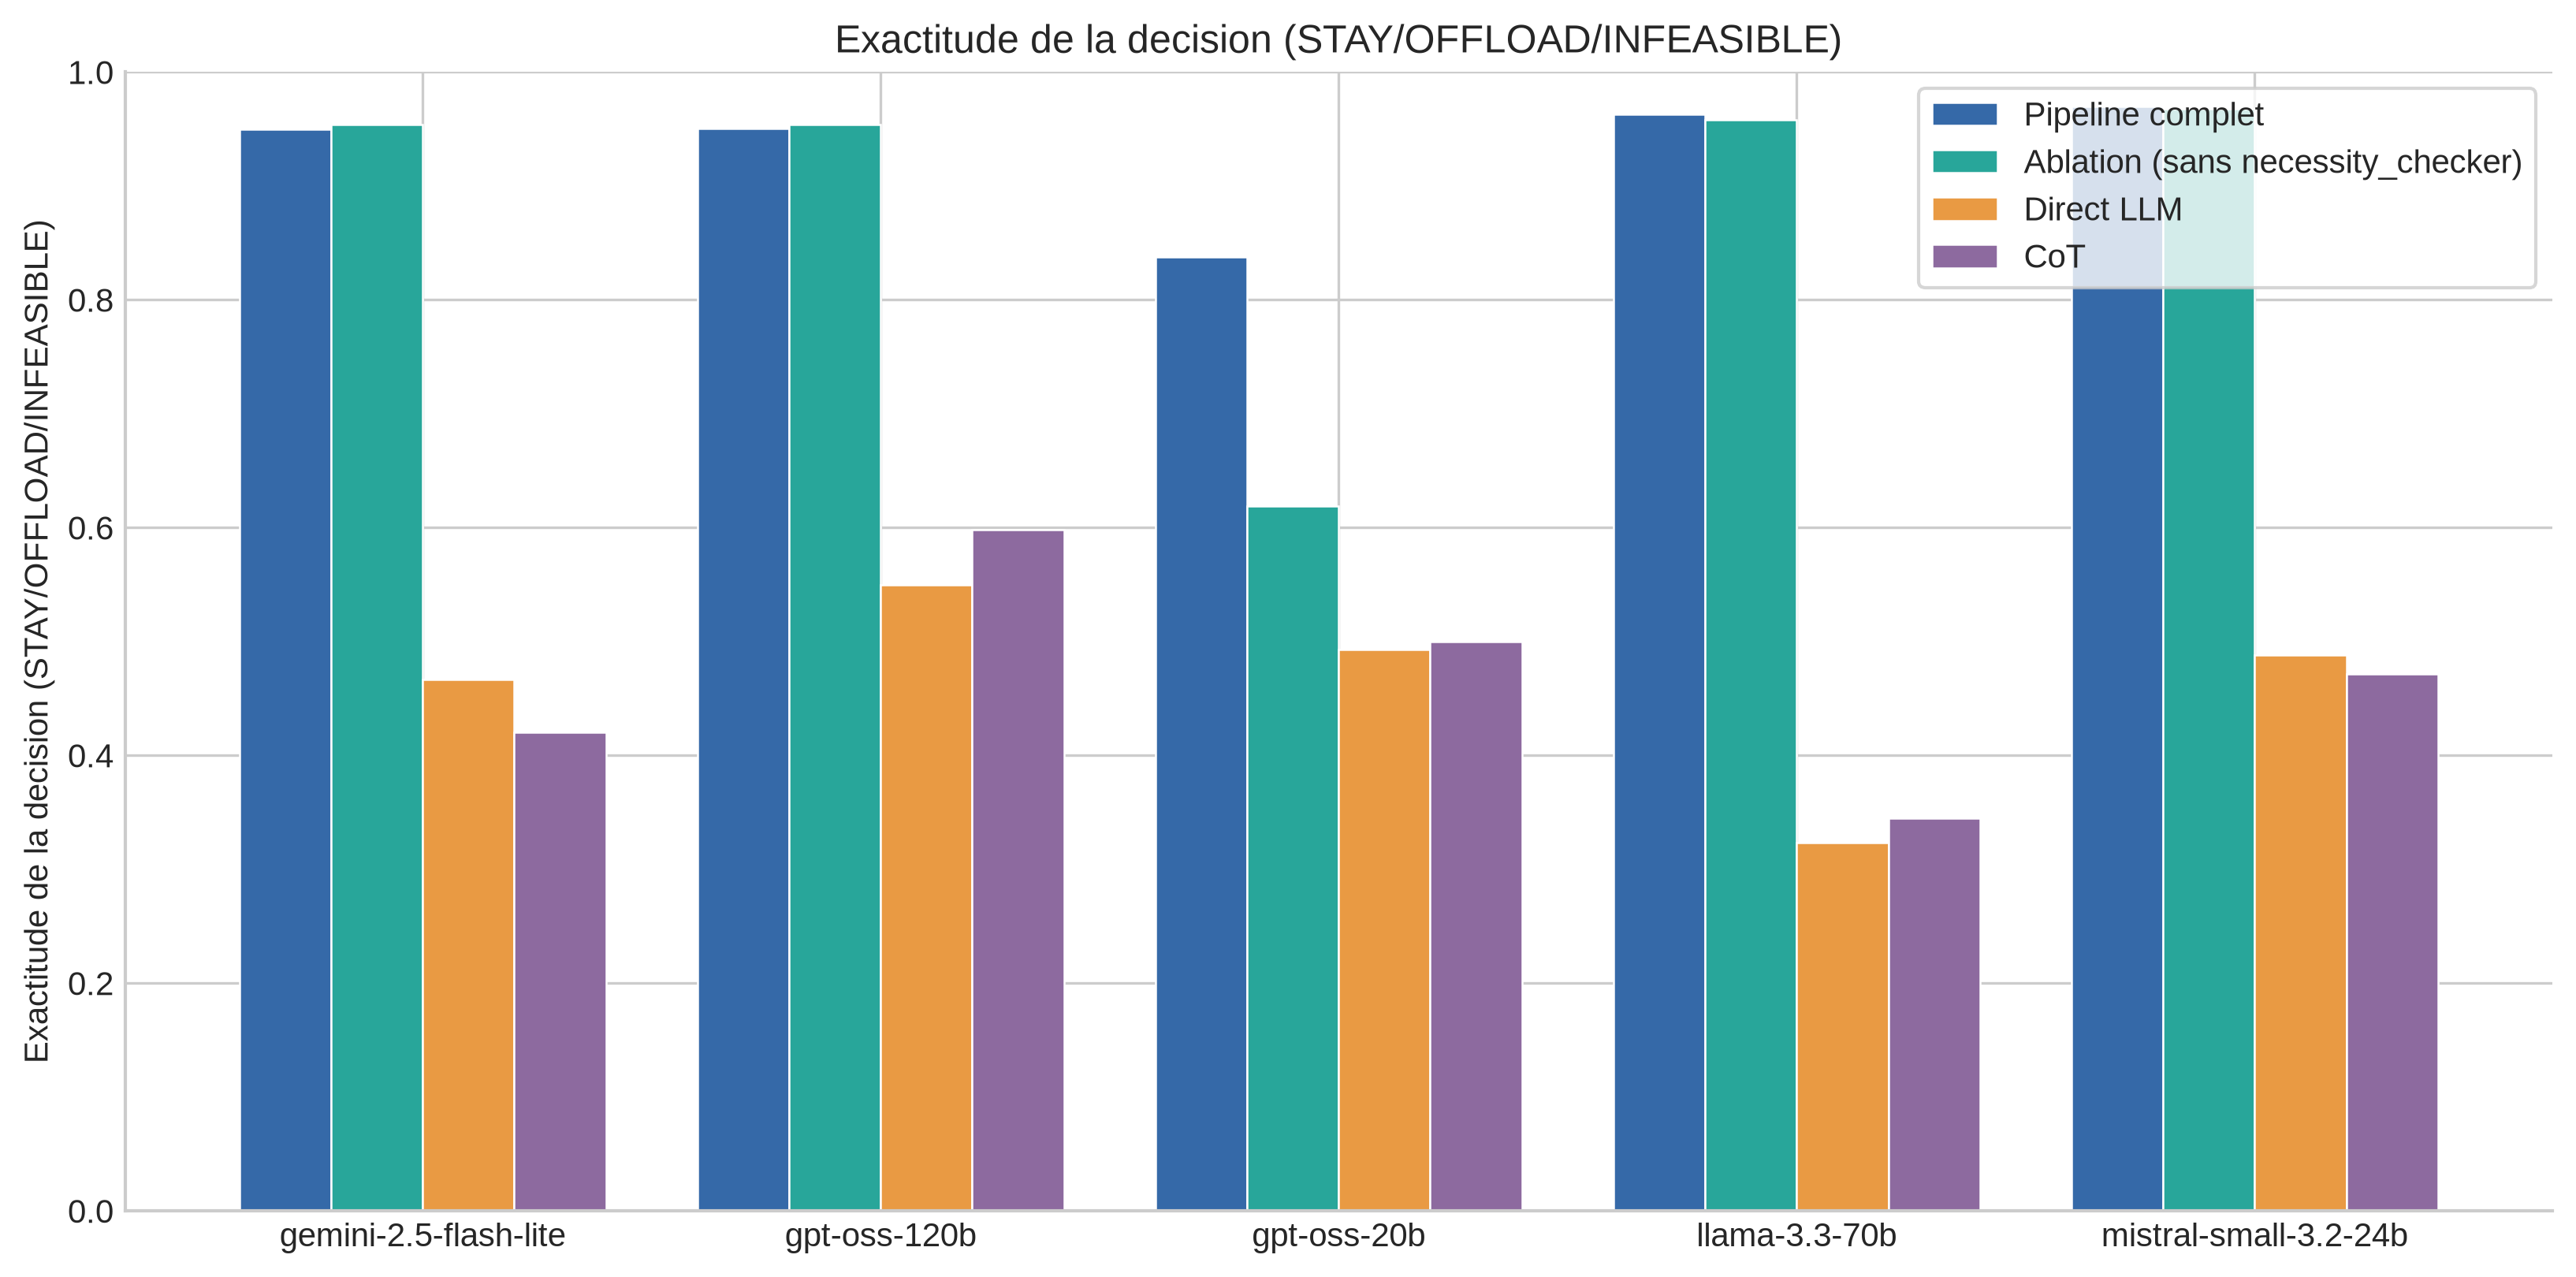 Exactitude de la decision (STAY/OFFLOAD/INFEASIBLE)
Exactitude de la decision (STAY/OFFLOAD/INFEASIBLE)
1.0
0.8
0.6
0.4
0.2
0.0
Pipeline complet
Ablation (sans necessity_checker)
Direct LLM
CoT
gemini-2.5-flash-lite
gpt-oss-120b
gpt-oss-20b
llama-3.3-70b
mistral-small-3.2-24b